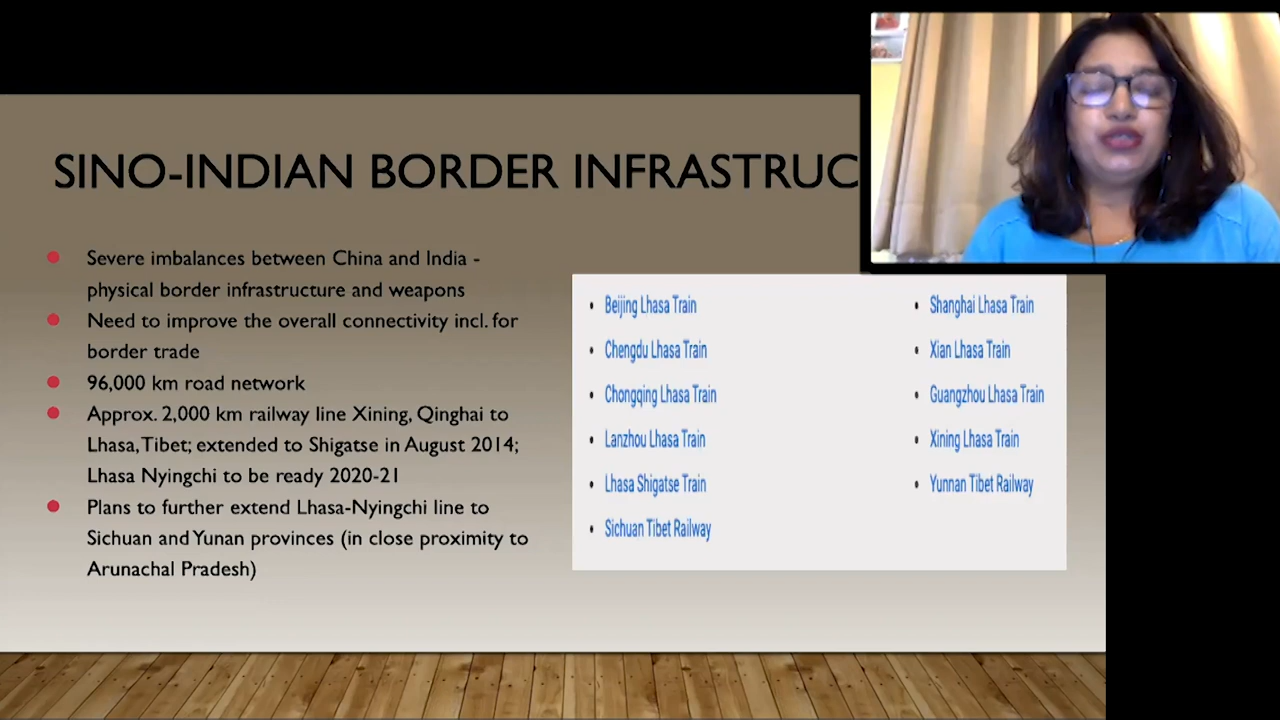 SINO-INDIAN BORDER INFRASTRUC
Severe imbalances between China and India -
physical border infrastructure and weapons
Need to improve the overall connectivity incl. for
border trade
96,000 km road network
Approx. 2,000 km railway line Xining, Qinghai to
Lhasa, Tibet; extended to Shigatse in August 2014;
Lhasa Nyingchi to be ready 2020-21
Plans to further extend Lhasa-Nyingchi line to
Sichuan and Yunan provinces (in close proximity to
Arunachal Pradesh)
Beijing Lhasa Train
Chengdu Lhasa Train
Chongqing Lhasa Train
Lanzhou Lhasa Train
Lhasa Shigatse Train
Sichuan Tibet Railway
Shanghai Lhasa Train
Xian Lhasa Train
Guangzhou Lhasa Train
Xining Lhasa Train
Yunnan Tibet Railway